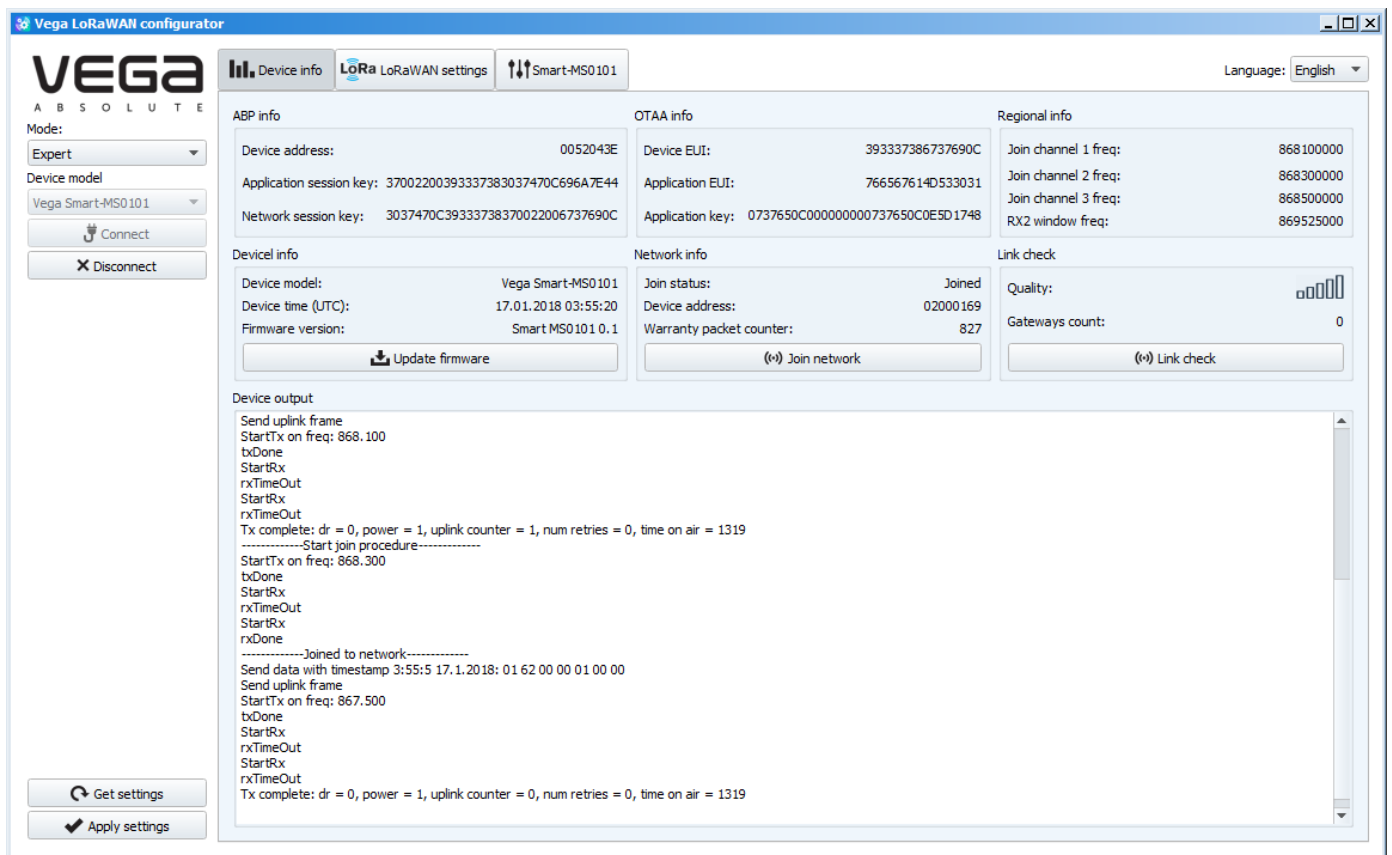 Vega LoRaWAN configurator
VEGA
ABSOLUTE
Mode:
Expert
Device model
Vega Smart-MS0101
Connect
Disconnect
Get settings
Apply settings
Device info
LoRa LoRaWAN settings
Smart-MS0101
Language: English
ABP info
Device address: 0052043E
Application session key: 37002200393337383037470C696A7E44
Network session key: 3037470C39333738370022006737690C
OTAA info
Device EUI: 393337386737690C
Application EUI: 766567614D533031
Application key: 0737650C000000000737650C0E5D1748
Regional info
Join channel 1 freq: 868100000
Join channel 2 freq: 868300000
Join channel 3 freq: 868500000
RX2 window freq: 869525000
Devicel info
Device model: Vega Smart-MS0101
Device time (UTC): 17.01.2018 03:55:20
Firmware version: Smart MS0101 0.1
Update firmware
Network info
Join status: Joined
Device address: 02000169
Warranty packet counter: 827
Join network
Link check
Quality:
Gateways count: 0
Link check
Device output
Send uplink frame
StartTx on freq: 868.100
txDone
StartRx
rxTimeOut
StartRx
rxTimeOut
Tx complete: dr = 0, power = 1, uplink counter = 1, num retries = 0, time on air = 1319
-------------Start join procedure-------------
StartTx on freq: 868.300
txDone
StartRx
rxTimeOut
StartRx
rxDone
-------------Joined to network-------------
Send data with timestamp 3:55:5 17.1.2018: 01 62 00 00 01 00 00
Send uplink frame
StartTx on freq: 867.500
txDone
StartRx
rxTimeOut
StartRx
rxTimeOut
Tx complete: dr = 0, power = 1, uplink counter = 0, num retries = 0, time on air = 1319